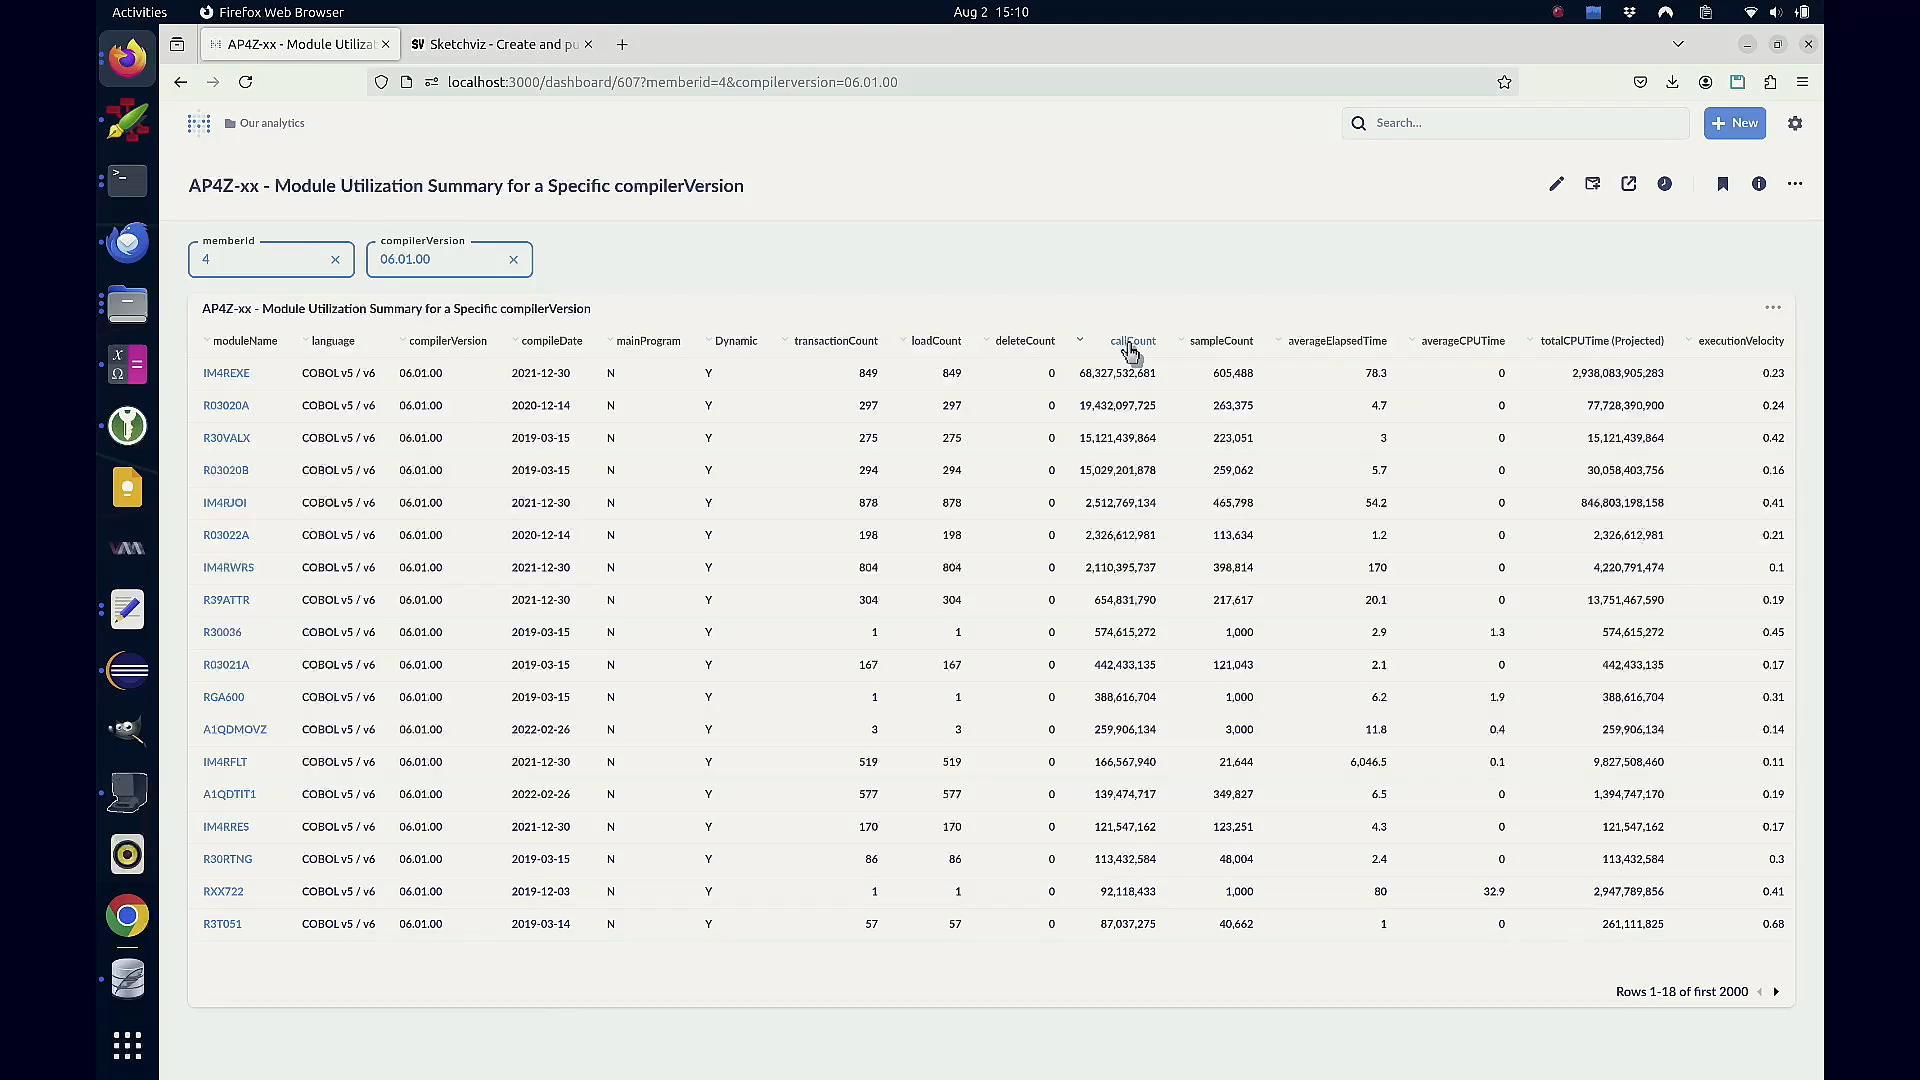 Activities Firefox Web Browser Aug 2 15:10
AP4Z-xx - Module Utilizat SV Sketchviz - Create and pu
localhost:3000/dashboard/607?memberid=4&compilerversion=06.01.00
Our analytics Search... New
AP4Z-xx - Module Utilization Summary for a Specific compilerVersion
memberId compilerVersion
4 06.01.00
AP4Z-xx - Module Utilization Summary for a Specific compilerVersion
moduleName language compilerVersion compileDate mainProgram Dynamic transactionCount loadCount deleteCount callCount sampleCount averageElapsedTime averageCPUTime totalCPUTime (Projected) executionVelocity
IM4REXE COBOL v5 / v6 06.01.00 2021-12-30 N Y 849 849 0 68,327,532,681 605,488 78.3 0 2,938,083,905,283 0.23
R03020A COBOL v5 / v6 06.01.00 2020-12-14 N Y 297 297 0 19,432,097,725 263,375 4.7 0 77,728,390,900 0.24
R30VALX COBOL v5 / v6 06.01.00 2019-03-15 N Y 275 275 0 15,121,439,864 223,051 3 0 15,121,439,864 0.42
R03020B COBOL v5 / v6 06.01.00 2019-03-15 N Y 294 294 0 15,029,201,878 259,062 5.7 0 30,058,403,756 0.16
IM4RJOI COBOL v5 / v6 06.01.00 2021-12-30 N Y 878 878 0 2,512,769,134 465,798 54.2 0 846,803,198,158 0.41
R03022A COBOL v5 / v6 06.01.00 2020-12-14 N Y 198 198 0 2,326,612,981 113,634 1.2 0 2,326,612,981 0.21
IM4RWRS COBOL v5 / v6 06.01.00 2021-12-30 N Y 804 804 0 2,110,395,737 398,814 170 0 4,220,791,474 0.1
R39ATTR COBOL v5 / v6 06.01.00 2021-12-30 N Y 304 304 0 654,831,790 217,617 20.1 0 13,751,467,590 0.19
R30036 COBOL v5 / v6 06.01.00 2019-03-15 N Y 1 1 0 574,615,272 1,000 2.9 1.3 574,615,272 0.45
R03021A COBOL v5 / v6 06.01.00 2019-03-15 N Y 167 167 0 442,433,135 121,043 2.1 0 442,433,135 0.17
RGA600 COBOL v5 / v6 06.01.00 2019-03-15 N Y 1 1 0 388,616,704 1,000 6.2 1.9 388,616,704 0.31
A1QDMOVZ COBOL v5 / v6 06.01.00 2022-02-26 N Y 3 3 0 259,906,134 3,000 11.8 0.4 259,906,134 0.14
IM4RFLT COBOL v5 / v6 06.01.00 2021-12-30 N Y 519 519 0 166,567,940 21,644 6,046.5 0.1 9,827,508,460 0.11
A1QDTIT1 COBOL v5 / v6 06.01.00 2022-02-26 N Y 577 577 0 139,474,717 349,827 6.5 0 1,394,747,170 0.19
IM4RRES COBOL v5 / v6 06.01.00 2021-12-30 N Y 170 170 0 121,547,162 123,251 4.3 0 121,547,162 0.17
R30RTNG COBOL v5 / v6 06.01.00 2019-03-15 N Y 86 86 0 113,432,584 48,004 2.4 0 113,432,584 0.3
RXX722 COBOL v5 / v6 06.01.00 2019-12-03 N Y 1 1 0 92,118,433 1,000 80 32.9 2,947,789,856 0.41
R3T051 COBOL v5 / v6 06.01.00 2019-03-14 N Y 57 57 0 87,037,275 40,662 1 0 261,111,825 0.68
Rows 1-18 of first 2000